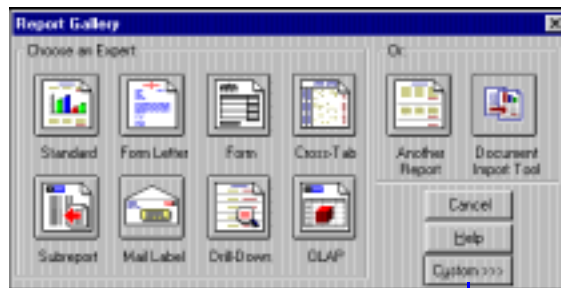 Report Gallery
Choose an Expert
Or
Standard
Form Letter
Form
Cross-Tab
Another Report
Document Import Tool
Subreport
Mail Label
Drill-Down
OLAP
Cancel
Help
Custom >>>